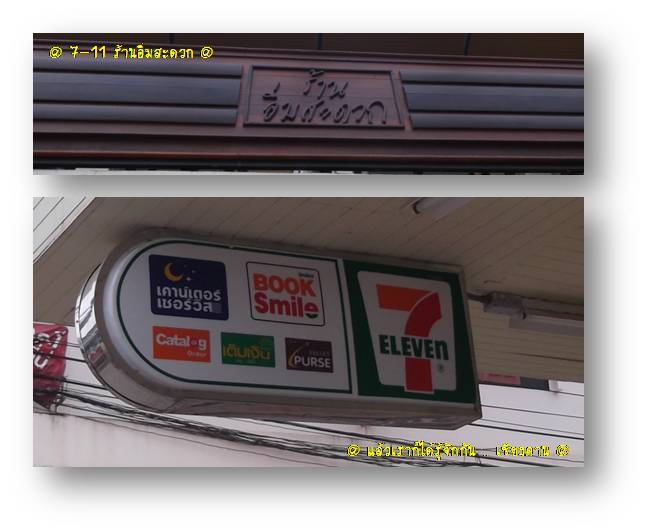 @ 7-11 ร้านอิ่มสะดวก @
ร้าน
อิ่มสะดวก
เคาน์เตอร์
เซอร์วิส
BOOK
Smile
Catalog
Order
เติมเงิน
SMART
PURSE
7
ELEVEn
®
@ แล้วเราก็ได้รู้จักกัน... เชียงคาน @